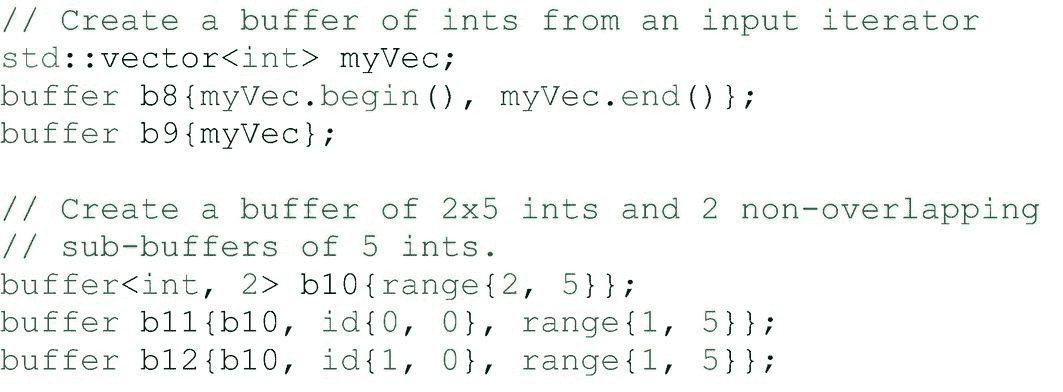 // Create a buffer of ints from an input iterator
std::vector<int> myVec;
buffer b8{myVec.begin(), myVec.end()};
buffer b9{myVec};

// Create a buffer of 2x5 ints and 2 non-overlapping
// sub-buffers of 5 ints.
buffer<int, 2> b10{range{2, 5}};
buffer b11{b10, id{0, 0}, range{1, 5}};
buffer b12{b10, id{1, 0}, range{1, 5}};